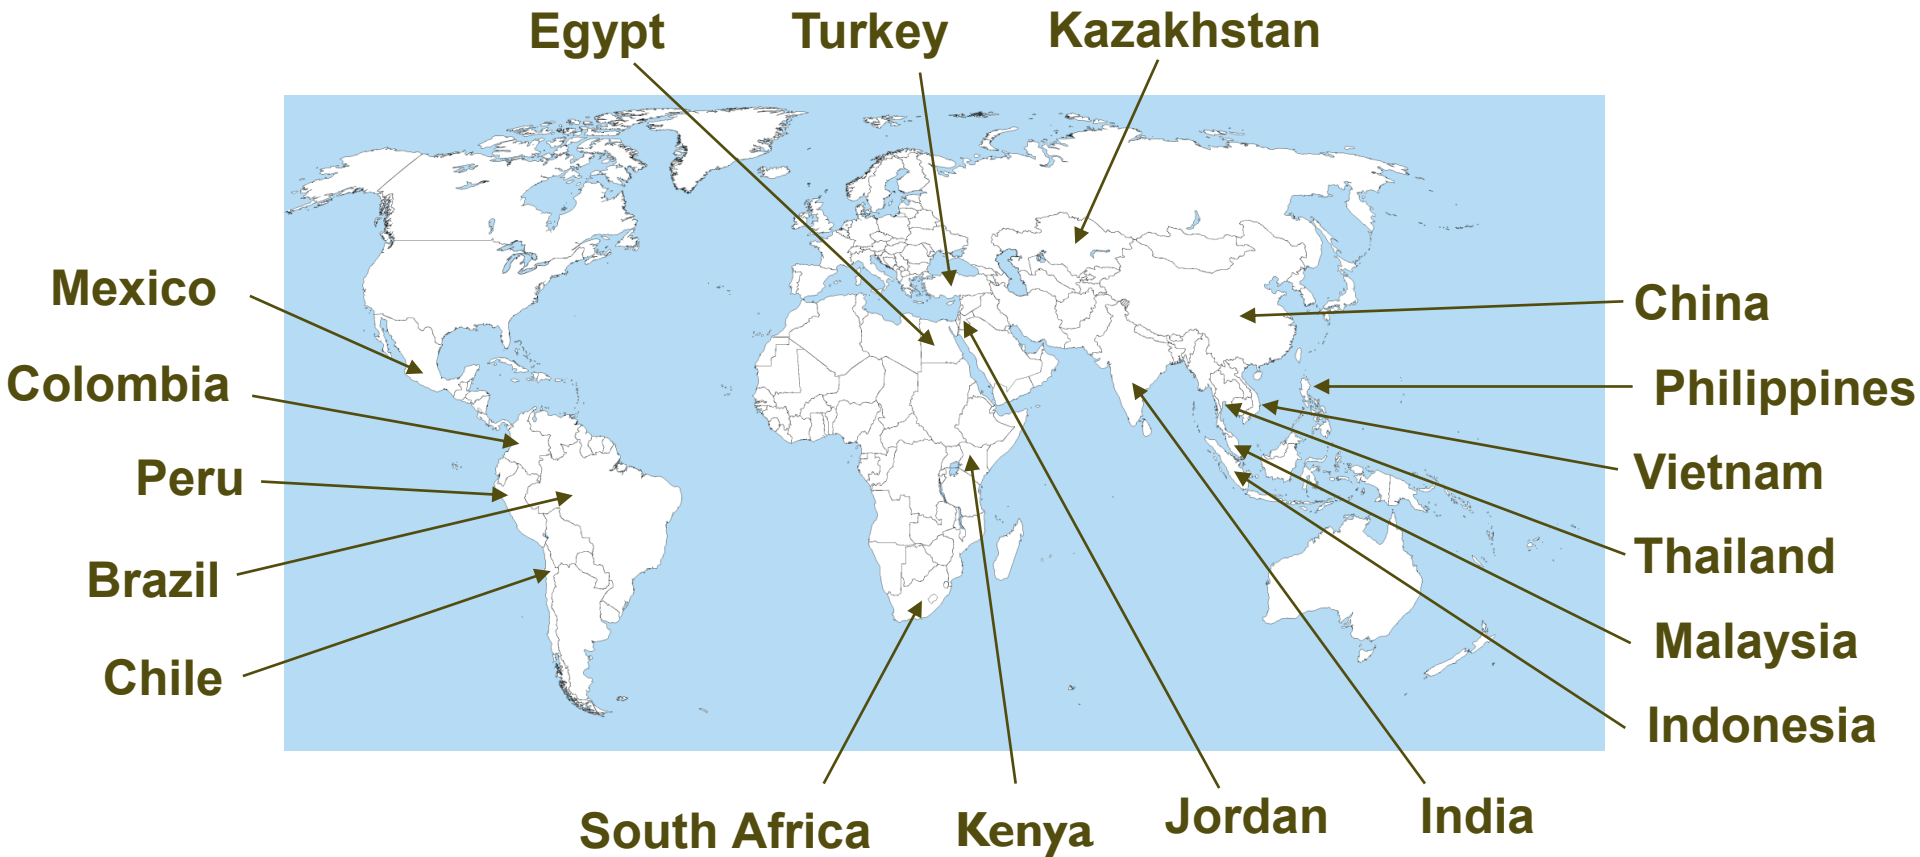 Egypt
Turkey
Kazakhstan
Mexico
China
Colombia
Philippines
Peru
Vietnam
Brazil
Thailand
Chile
Malaysia
Indonesia
South Africa
Kenya
Jordan
India